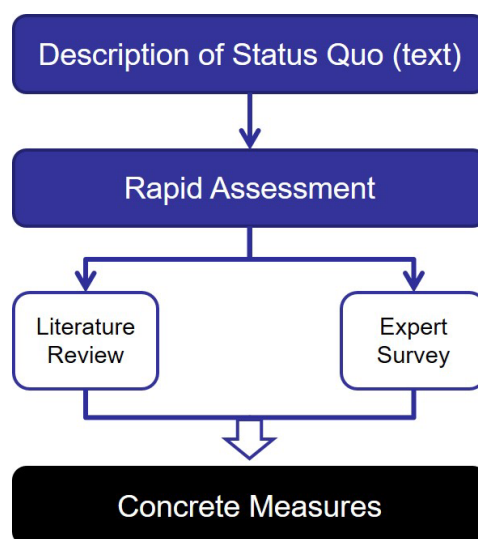 Description of Status Quo (text)
Rapid Assessment
Literature
Review
Expert
Survey
Concrete Measures